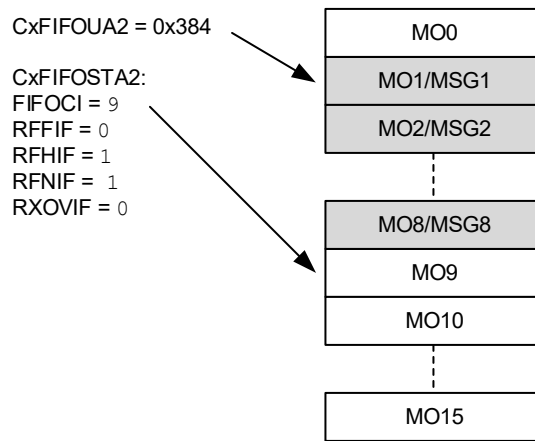 CxFIFOUA2 = 0x384
CxFIFOSTA2:
FIFOCI = 9
RFFIF = 0
RFHIF = 1
RFNIF = 1
RXOVIF = 0
MO0
MO1/MSG1
MO2/MSG2
MO8/MSG8
MO9
MO10
MO15